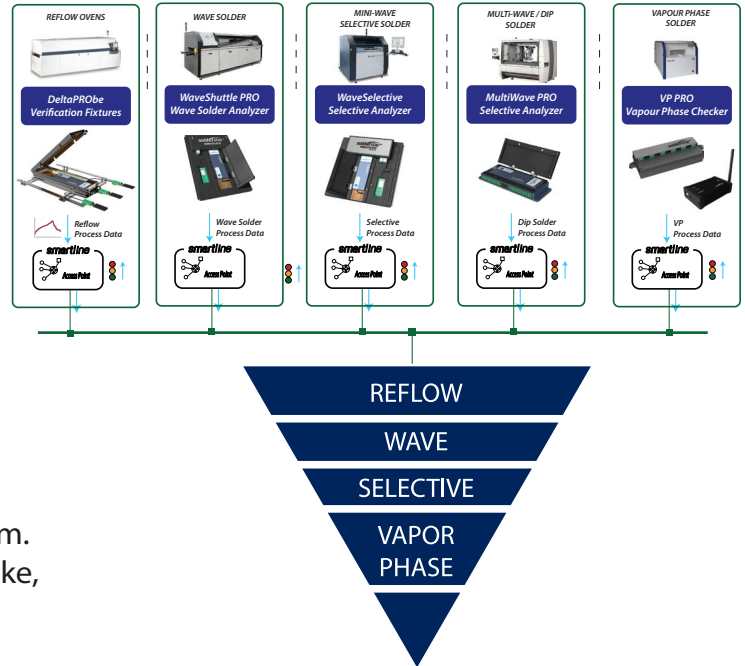 REFLOW OVENS
DeltaPRObe
Verification Fixtures
Reflow
Process Data
smartline
Access Point
WAVE SOLDER
WaveShuttle PRO
Wave Solder Analyzer
Wave Solder
Process Data
smartline
Access Point
MINI-WAVE
SELECTIVE SOLDER
WaveSelective
Selective Analyzer
solderstar
Selective
Process Data
smartline
Access Point
MULTi-WAVE / DIP
SOLDER
MultiWave PRO
Selective Analyzer
Dip Solder
Process Data
smartline
Access Point
VAPOUR PHASE
SOLDER
VP PRO
Vapour Phase Checker
VP
Process Data
smartline
Access Point
REFLOW
WAVE
SELECTIVE
VAPOR
PHASE
m.
ke,